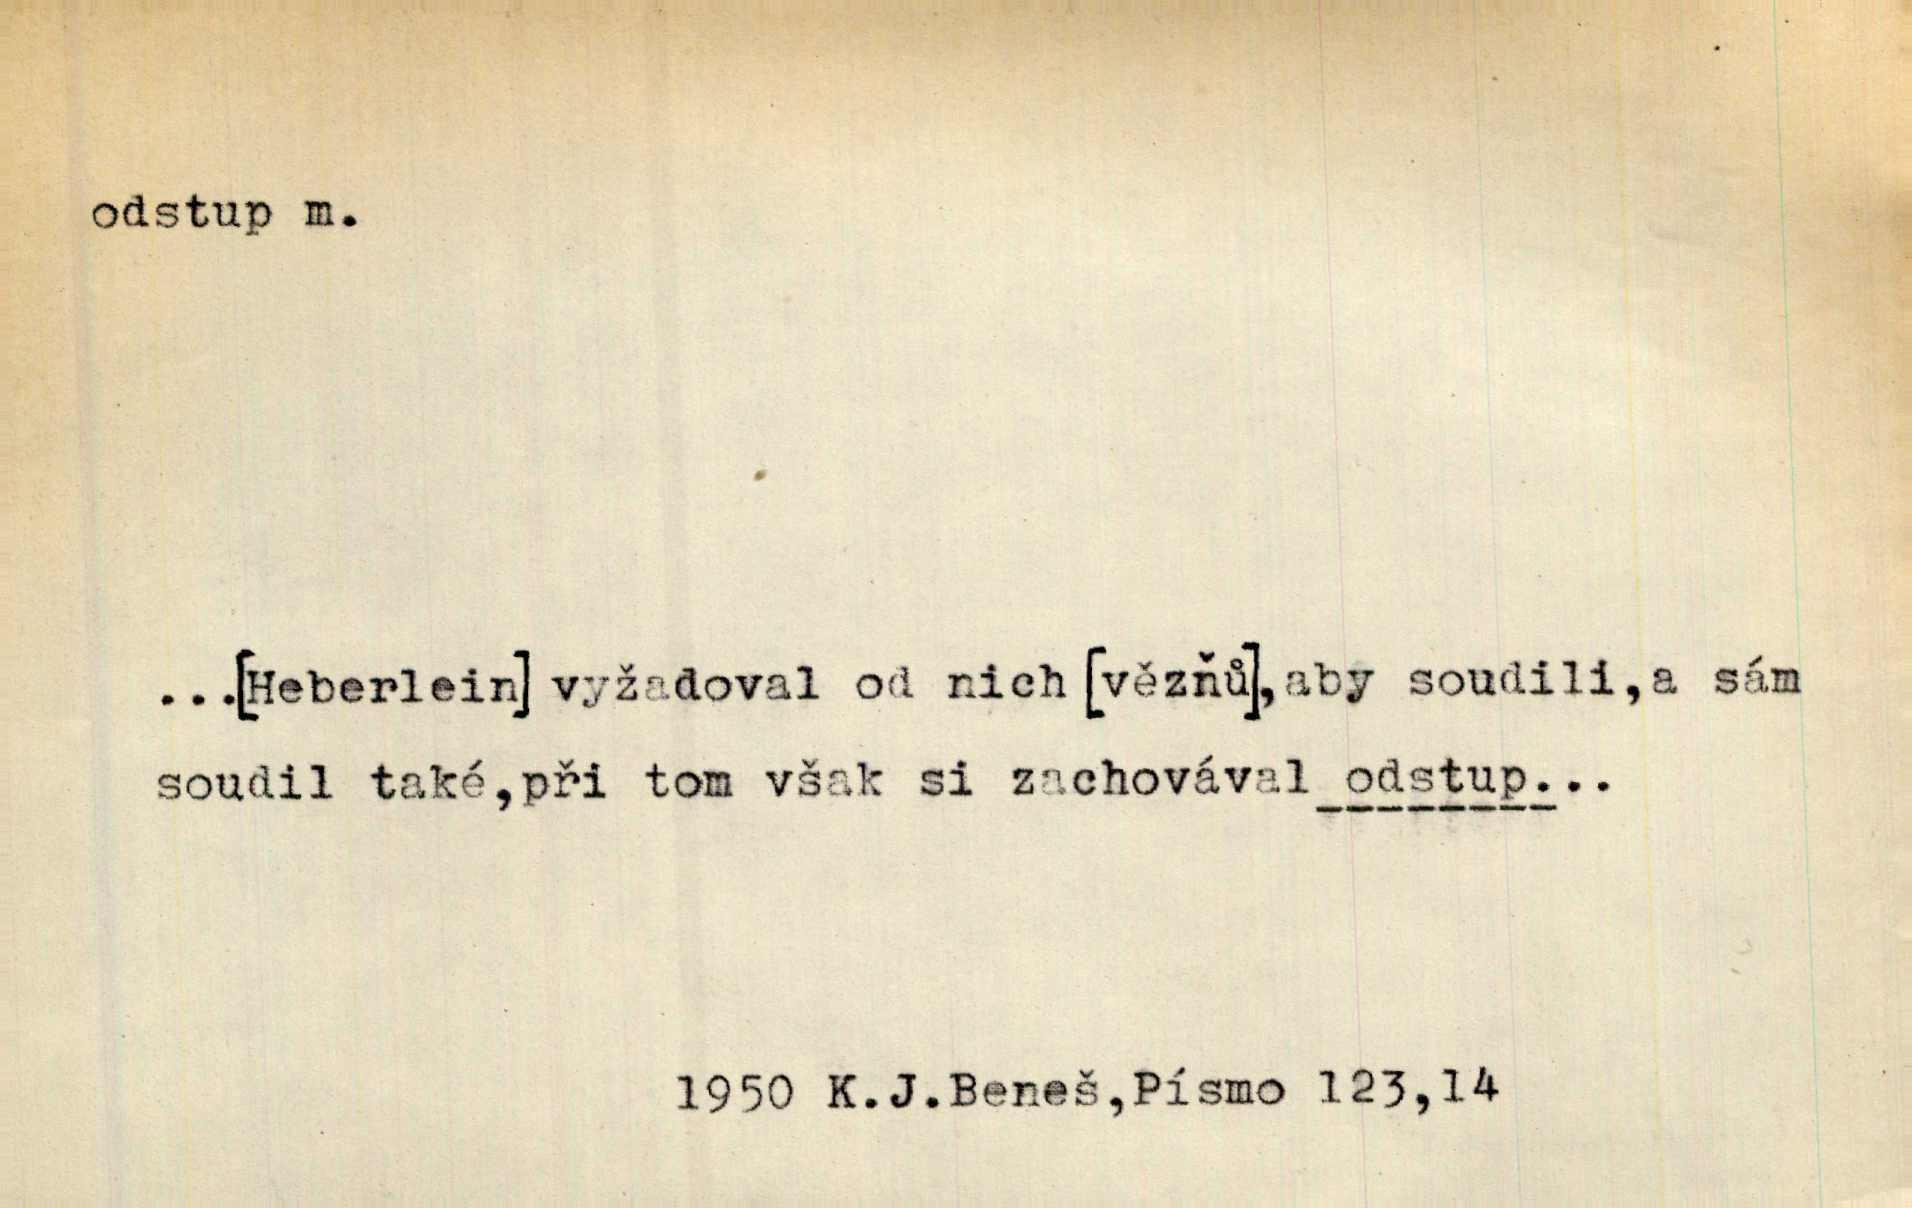 odstup m.
...[Heberlein] vyžadoval od nich [vězňů],aby soudili,a sám
soudil také,při tom však si zachovával odstup...
1950 K.J.Beneš,Písmo 123,14